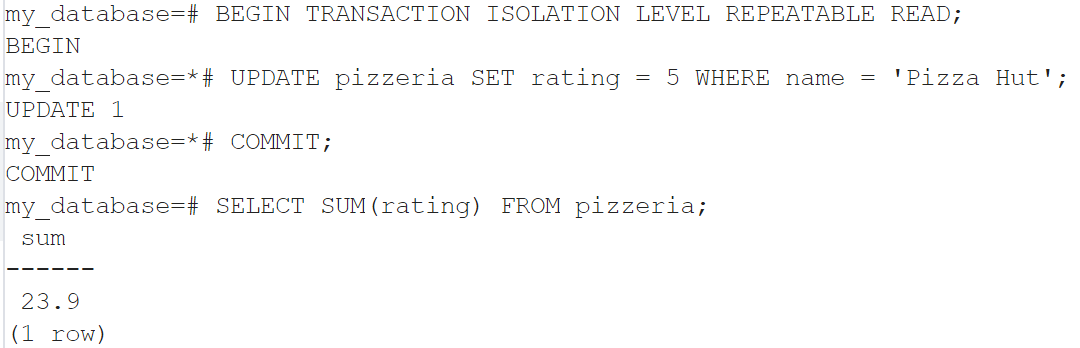 my_database=# BEGIN TRANSACTION ISOLATION LEVEL REPEATABLE READ;
BEGIN
my_database=*# UPDATE pizzeria SET rating = 5 WHERE name = 'Pizza Hut';
UPDATE 1
my_database=*# COMMIT;
COMMIT
my_database=# SELECT SUM(rating) FROM pizzeria;
 sum
------
 23.9
(1 row)